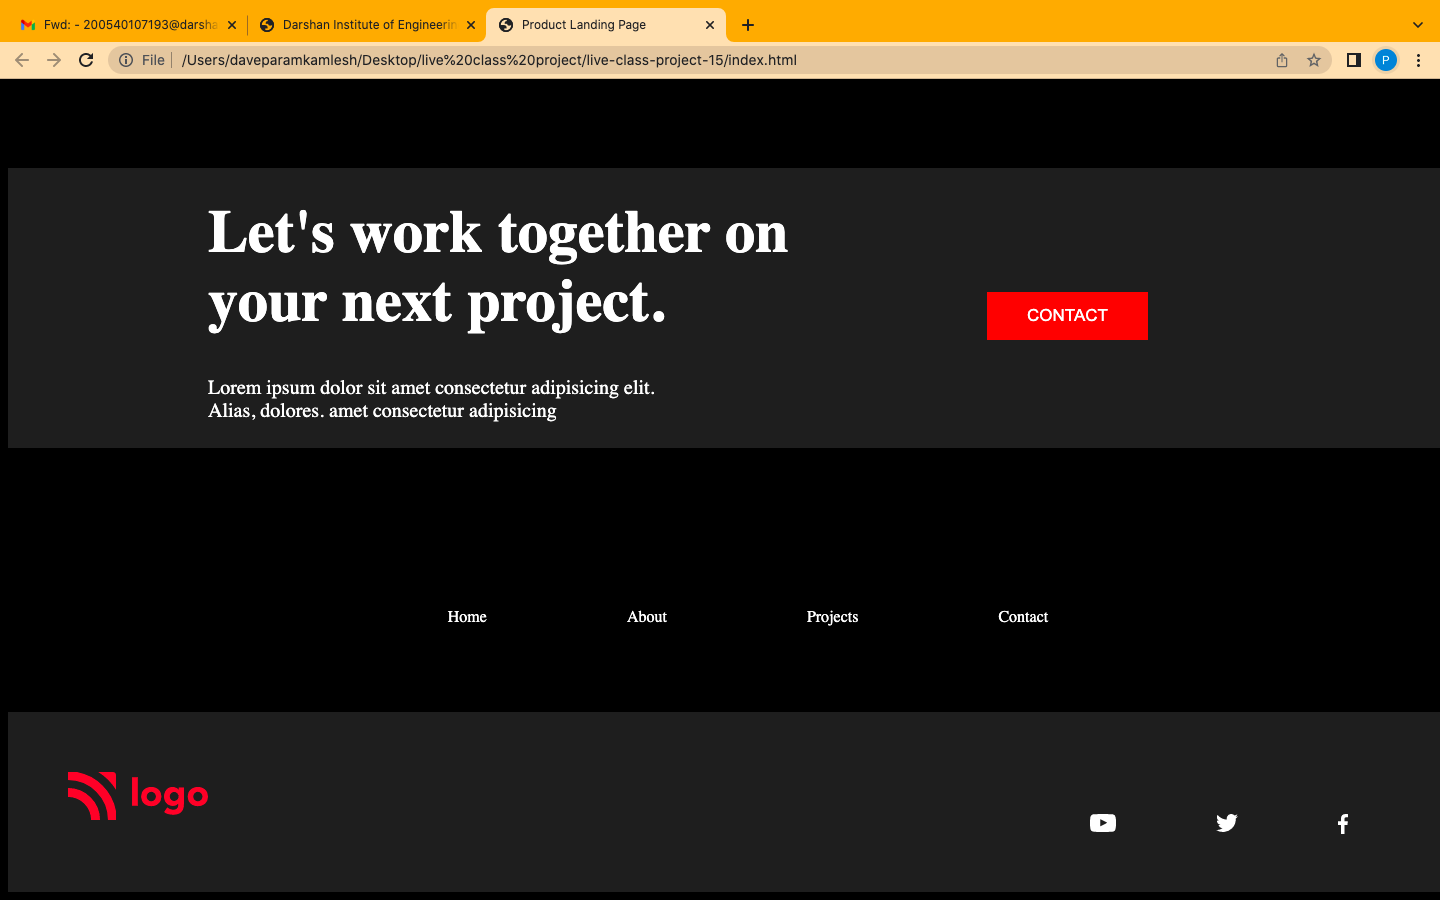 Fwd: - 200540107193@darsha
Darshan Institute of Engineerin
Product Landing Page
File
/Users/daveparamkamlesh/Desktop/live%20class%20project/live-class-project-15/index.html
P
Let's work together on
your next project.
CONTACT
Lorem ipsum dolor sit amet consectetur adipisicing elit.
Alias, dolores. amet consectetur adipisicing
Home About Projects Contact
logo